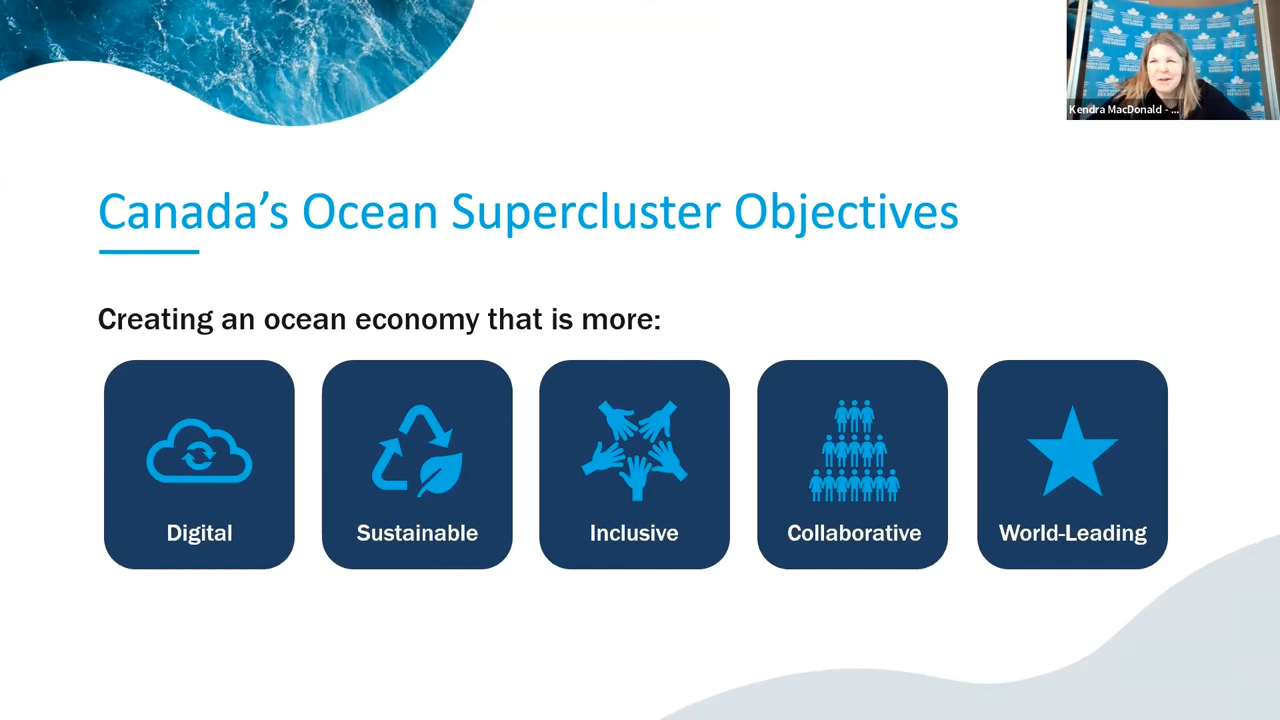 Kendra MacDonald - ...
Canada's Ocean Supercluster Objectives
Creating an ocean economy that is more:
Digital
Sustainable
Inclusive
Collaborative
World-Leading